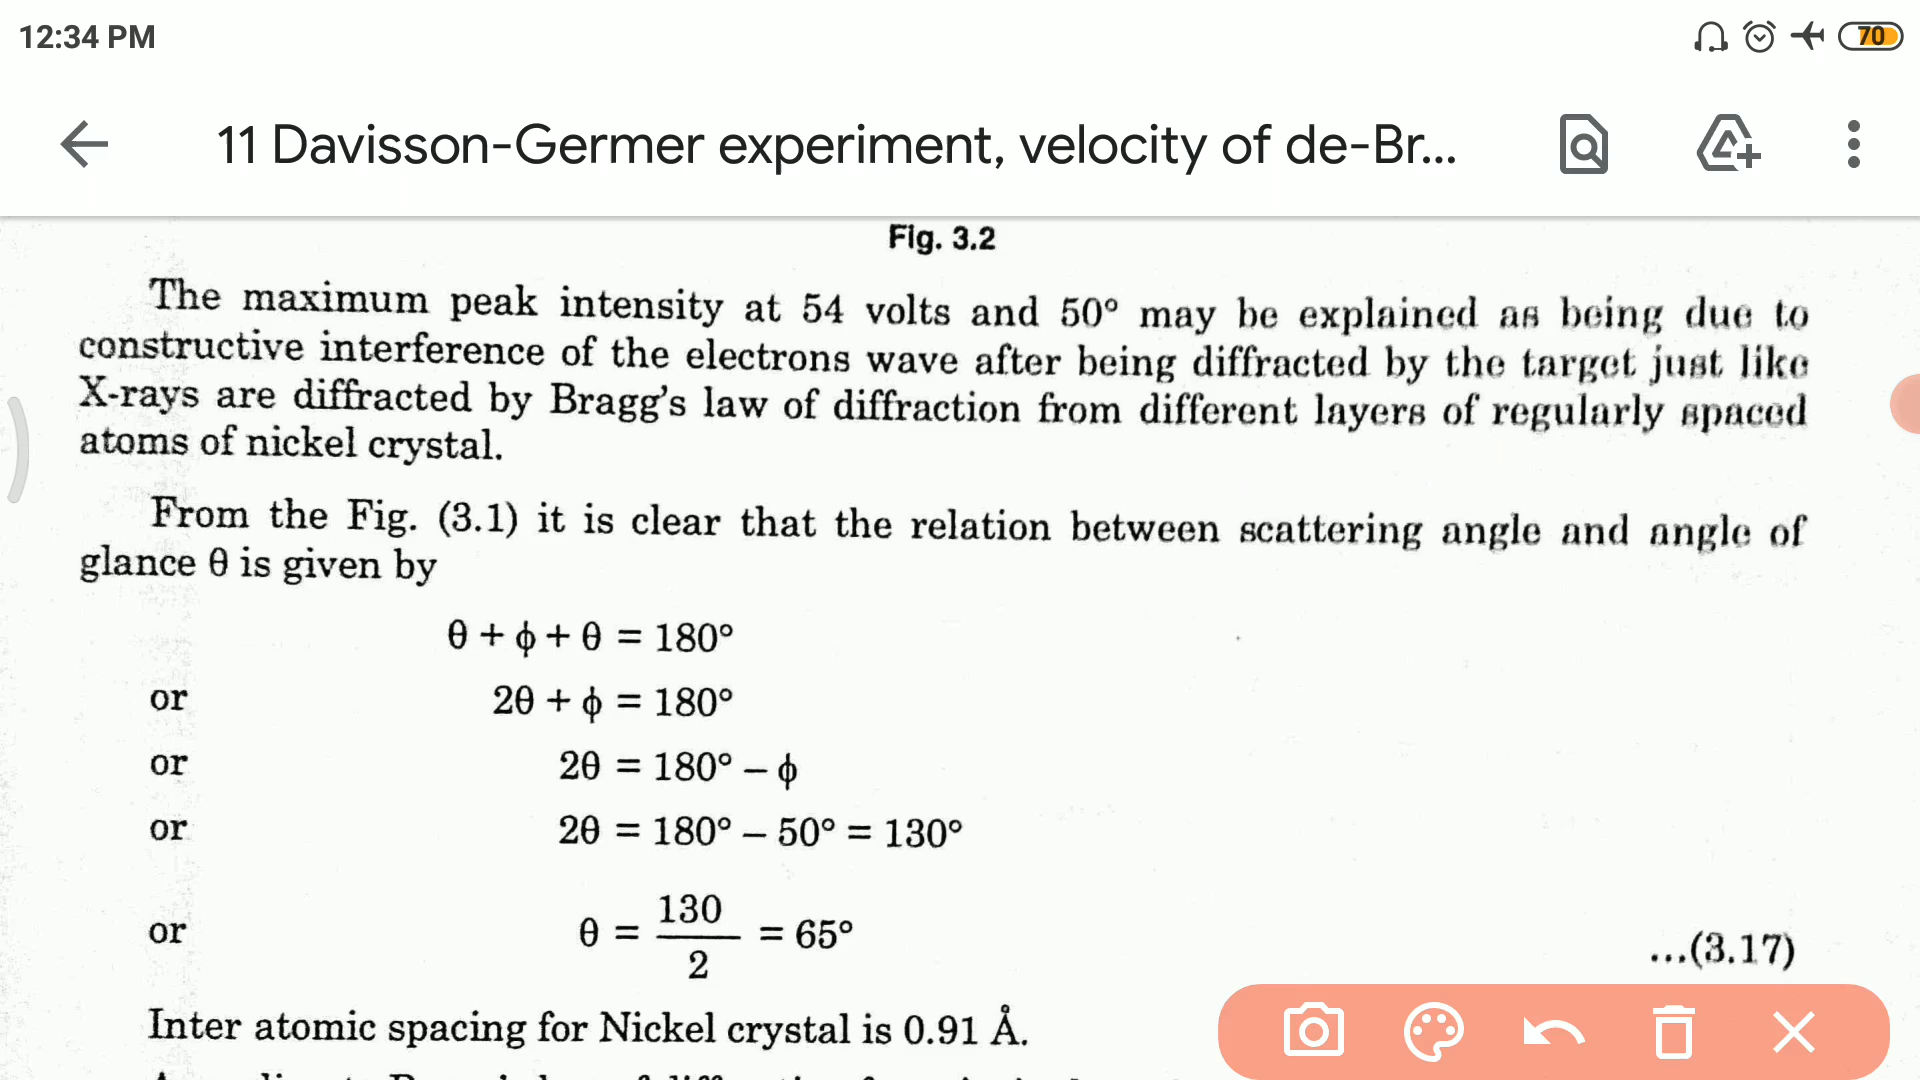 12:34 PM
70
11 Davisson-Germer experiment, velocity of de-Br...
Fig. 3.2
The maximum peak intensity at 54 volts and 50° may be explained as being due to
constructive interference of the electrons wave after being diffracted by the target just like
X-rays are diffracted by Bragg's law of diffraction from different layers of regularly spaced
atoms of nickel crystal.
From the Fig. (3.1) it is clear that the relation between scattering angle and angle of
glance θ is given by
θ + ϕ + θ = 180°
or 2θ + ϕ = 180°
or 2θ = 180° – ϕ
or 2θ = 180° – 50° = 130°
or θ = 130/2 = 65° ...(3.17)
Inter atomic spacing for Nickel crystal is 0.91 Å.